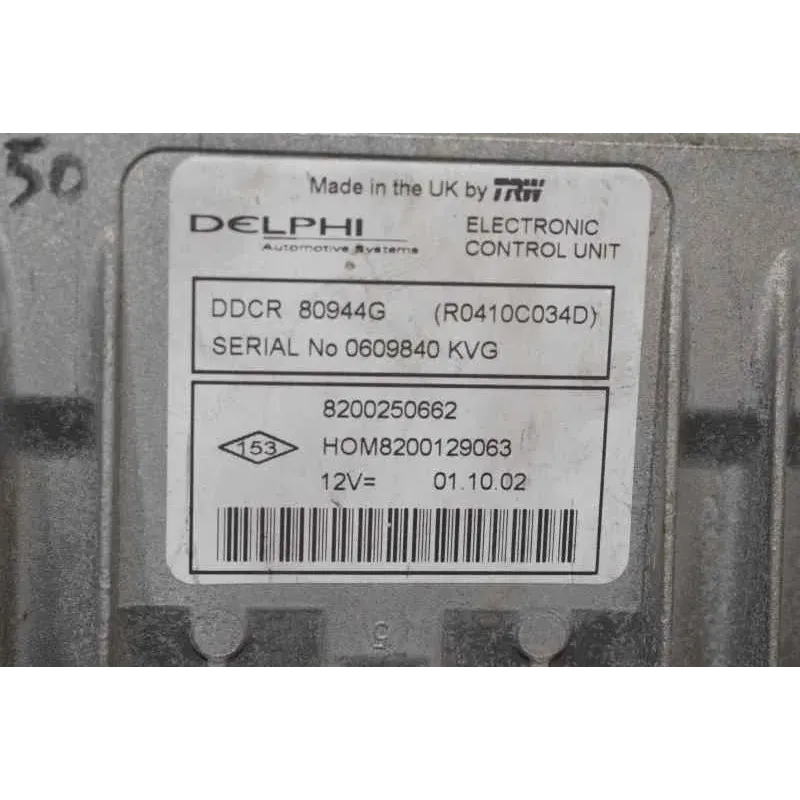 50
Made in the UK by TRW
DELPHI
Automotive Systems
ELECTRONIC
CONTROL UNIT
DDCR 80944G (R0410C034D)
SERIAL No 0609840 KVG
8200250662
153 HOM8200129063
12V= 01.10.02
5